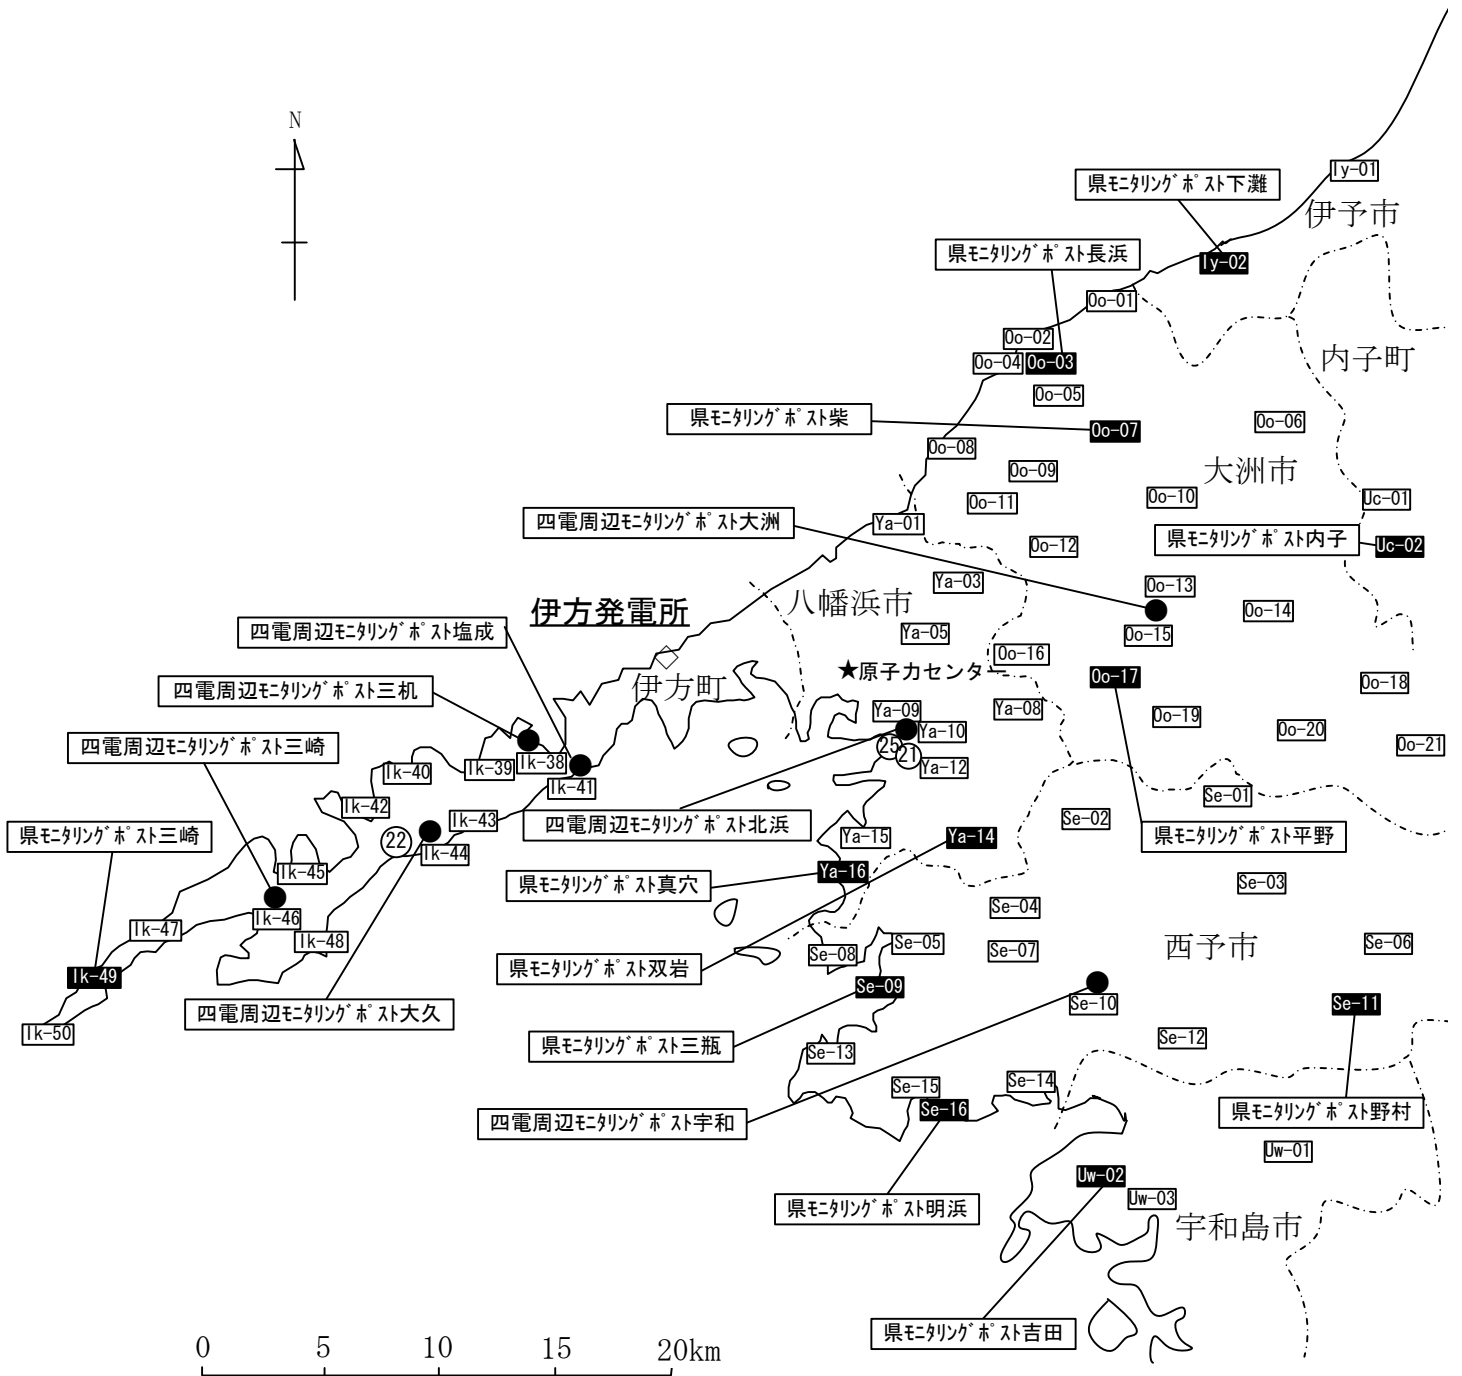 N
Iy-01
県モニタリングポスト下灘
伊予市
県モニタリングポスト長浜
Iy-02
Oo-01
Oo-02
内子町
Oo-04
Oo-03
Oo-05
県モニタリングポスト柴
Oo-07
Oo-06
Oo-08
Oo-09
大洲市
Oo-11
Oo-10
Uc-01
四電周辺モニタリングポスト大洲
Ya-01
県モニタリングポスト内子
Uc-02
Oo-12
Ya-03
Oo-13
伊方発電所
八幡浜市
Oo-14
四電周辺モニタリングポスト塩成
Ya-05
Oo-15
Oo-16
★原子力センター
伊方町
Oo-17
Oo-18
四電周辺モニタリングポスト三机
Ya-09
Ya-08
Oo-19
Ya-10
Oo-20
四電周辺モニタリングポスト三崎
25
21
Oo-21
Ik-38
Ik-39
Ik-40
Ya-12
Ik-41
Ik-42
Se-01
Ik-43
四電周辺モニタリングポスト北浜
Se-02
県モニタリングポスト三崎
22
Ya-15
Ya-14
県モニタリングポスト平野
Ik-44
Ik-45
Ya-16
県モニタリングポスト真穴
Se-03
Ik-46
Se-04
Ik-47
Ik-48
Se-05
西予市
Se-06
Se-08
Se-07
県モニタリングポスト双岩
Ik-49
Se-09
Se-10
Se-11
四電周辺モニタリングポスト大久
Ik-50
Se-12
県モニタリングポスト三瓶
Se-13
Se-14
Se-15
Se-16
四電周辺モニタリングポスト宇和
県モニタリングポスト野村
Uw-01
Uw-02
県モニタリングポスト明浜
Uw-03
宇和島市
県モニタリングポスト吉田
0 5 10 15 20km